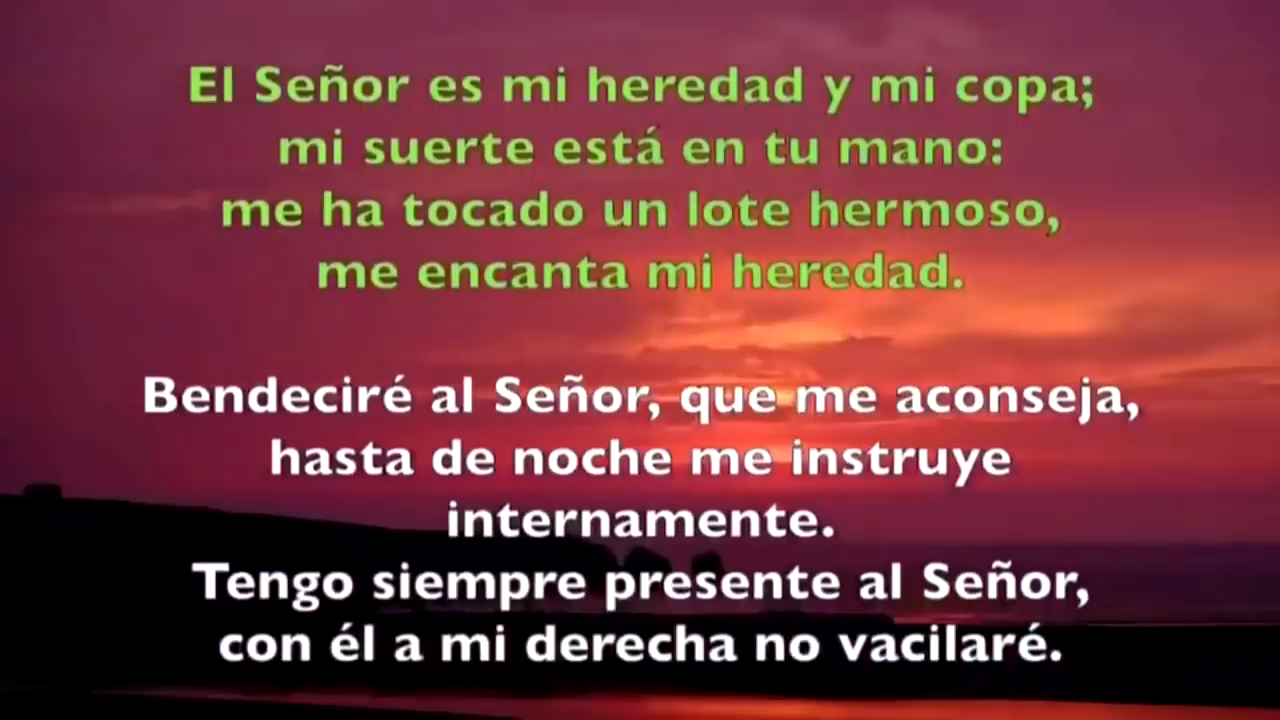 El Señor es mi heredad y mi copa;
mi suerte está en tu mano:
me ha tocado un lote hermoso,
me encanta mi heredad.
Bendeciré al Señor, que me aconseja,
hasta de noche me instruye
internamente.
Tengo siempre presente al Señor,
con él a mi derecha no vacilaré.